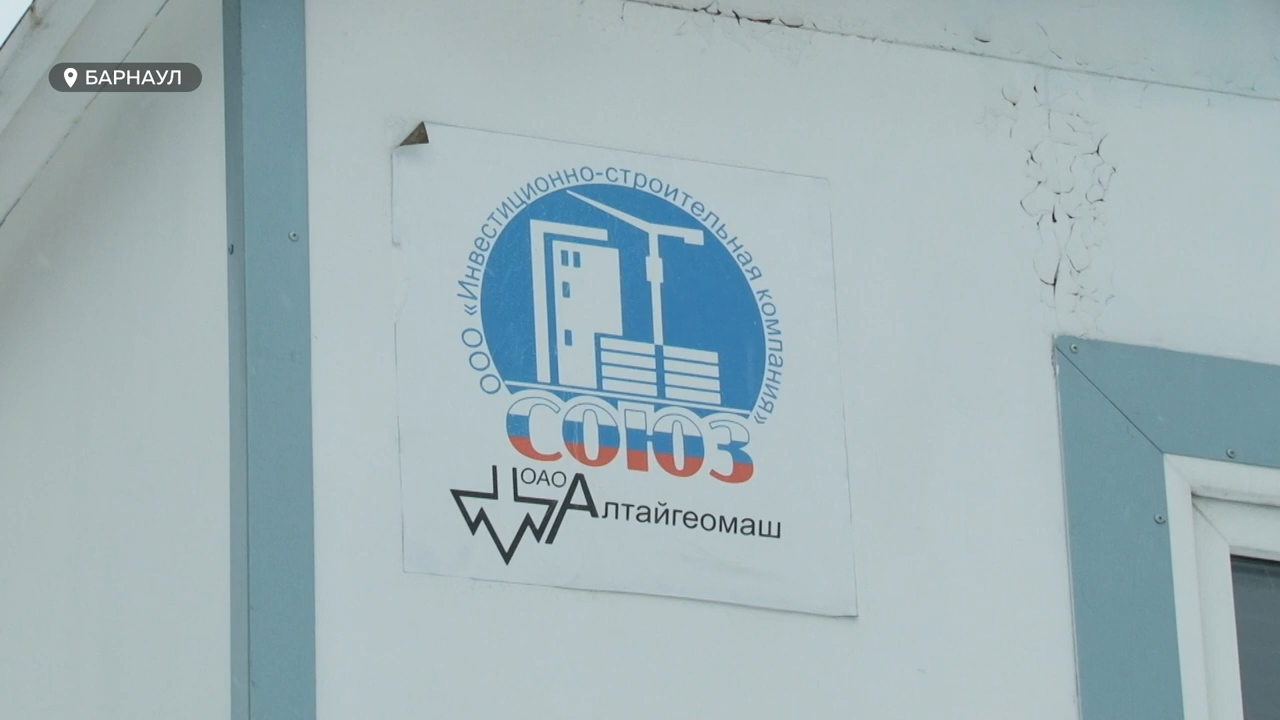 БАРНАУЛ
ООО «Инвестиционно-строительная компания»
СОЮЗ
ОАО
Алтайгеомаш